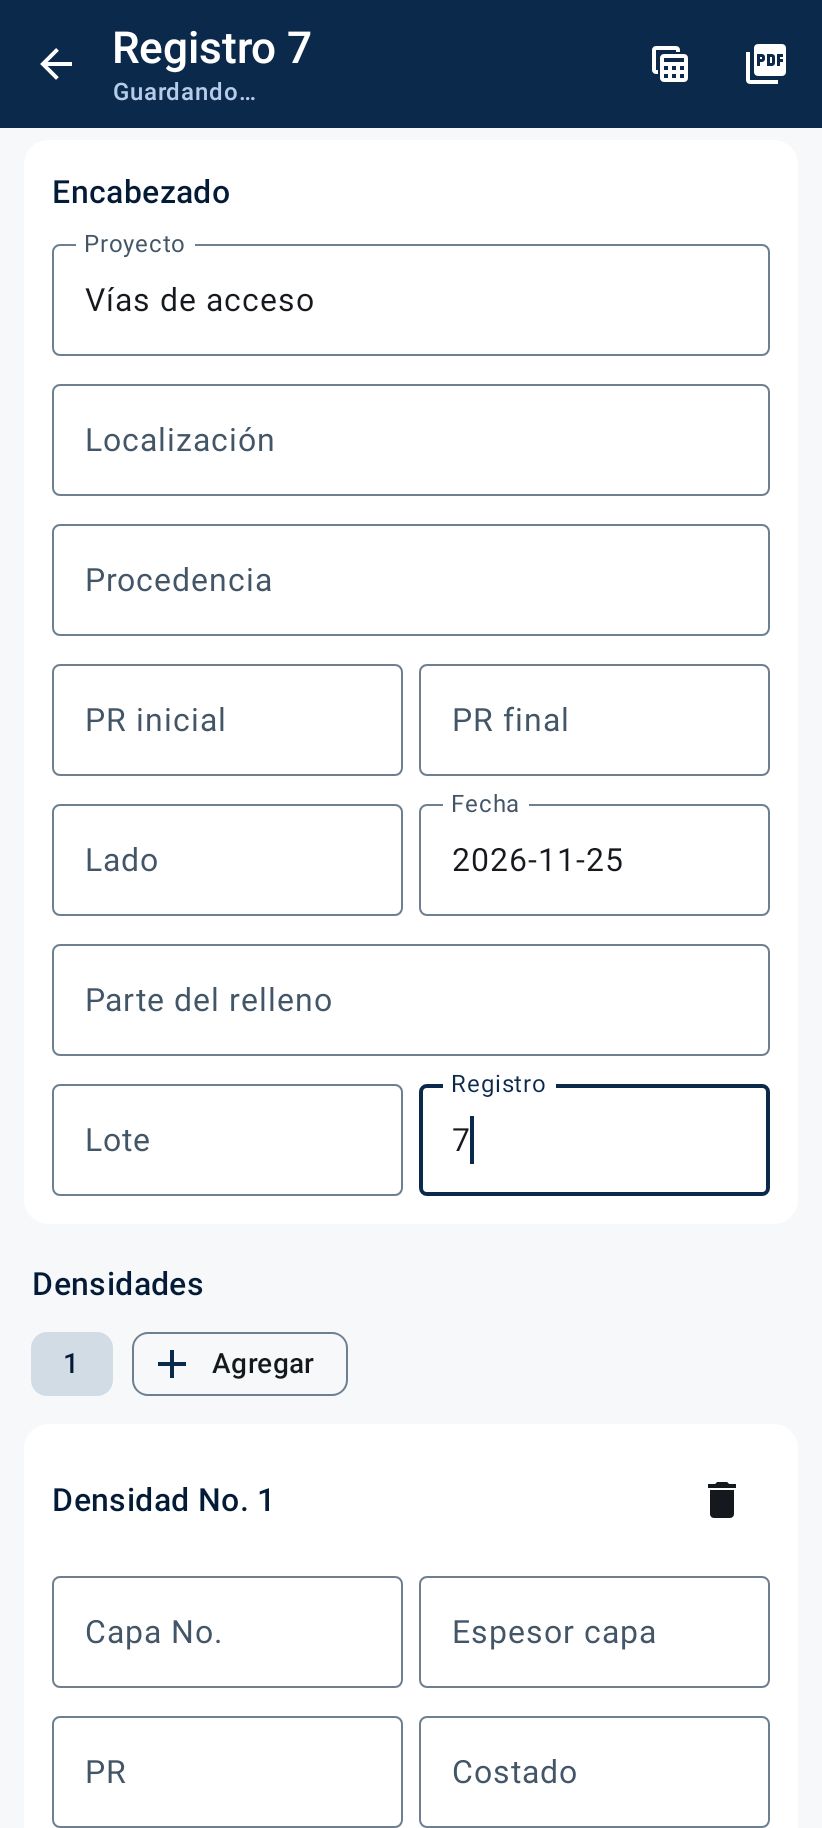 Registro 7
Guardando...
PDF
Encabezado
Proyecto
Vías de acceso
Localización
Procedencia
PR inicial
PR final
Lado
Fecha
2026-11-25
Parte del relleno
Lote
Registro
7
Densidades
1
Agregar
Densidad No. 1
Capa No.
Espesor capa
PR
Costado